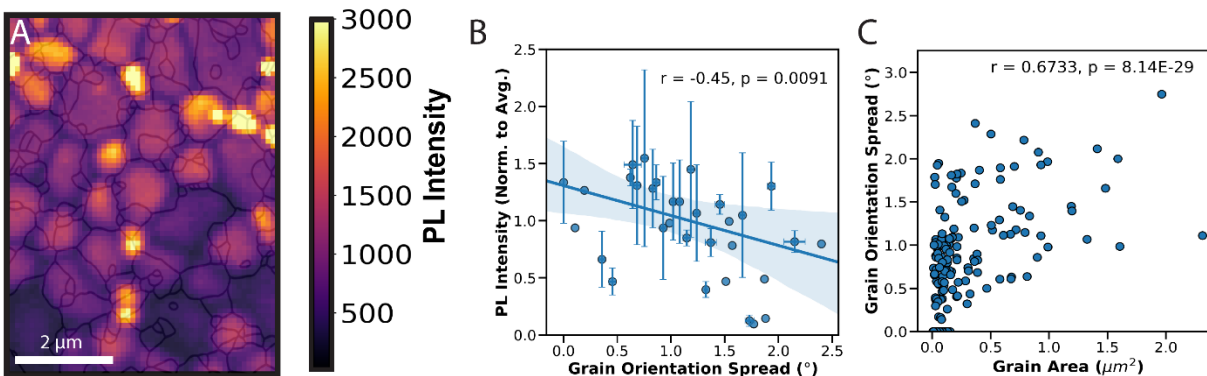 A
2 µm
3000
2500
2000
1500
1000
500
PL Intensity
B
r = -0.45, p = 0.0091
PL Intensity (Norm. to Avg.)
2.5
2.0
1.5
1.0
0.5
0.0
0.0 0.5 1.0 1.5 2.0 2.5
Grain Orientation Spread (°)
C
r = 0.6733, p = 8.14E-29
Grain Orientation Spread (°)
3.0
2.5
2.0
1.5
1.0
0.5
0.0
0.0 0.5 1.0 1.5 2.0
Grain Area (μm²)